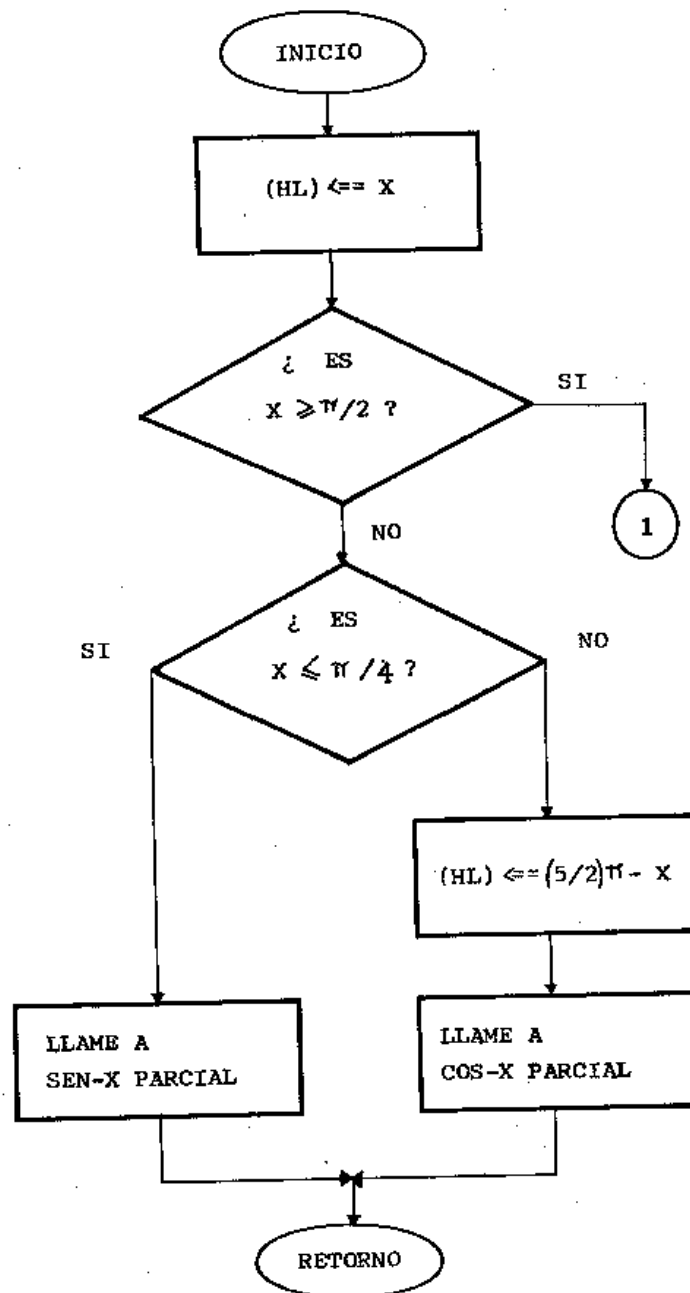 INICIO
(HL) <== X
¿ ES
X ⩾ π/2 ?
SI
1
NO
¿ ES
X ⩽ π/4 ?
SI
NO
(HL) <== (5/2)π - X
LLAME A
SEN-X PARCIAL
LLAME A
COS-X PARCIAL
RETORNO